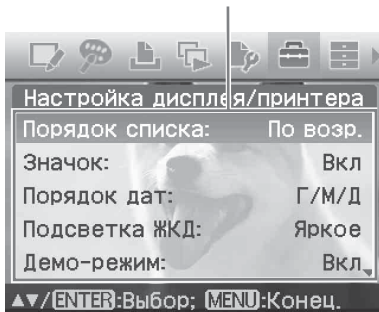 Настройка дисплея/принтера
Порядок списка: По возр.
Значок: Вкл
Порядок дат: Г/М/Д
Подсветка ЖКД: Яркое
Демо-режим: Вкл
▲▼/ENTER:Выбор; MENU:Конец.